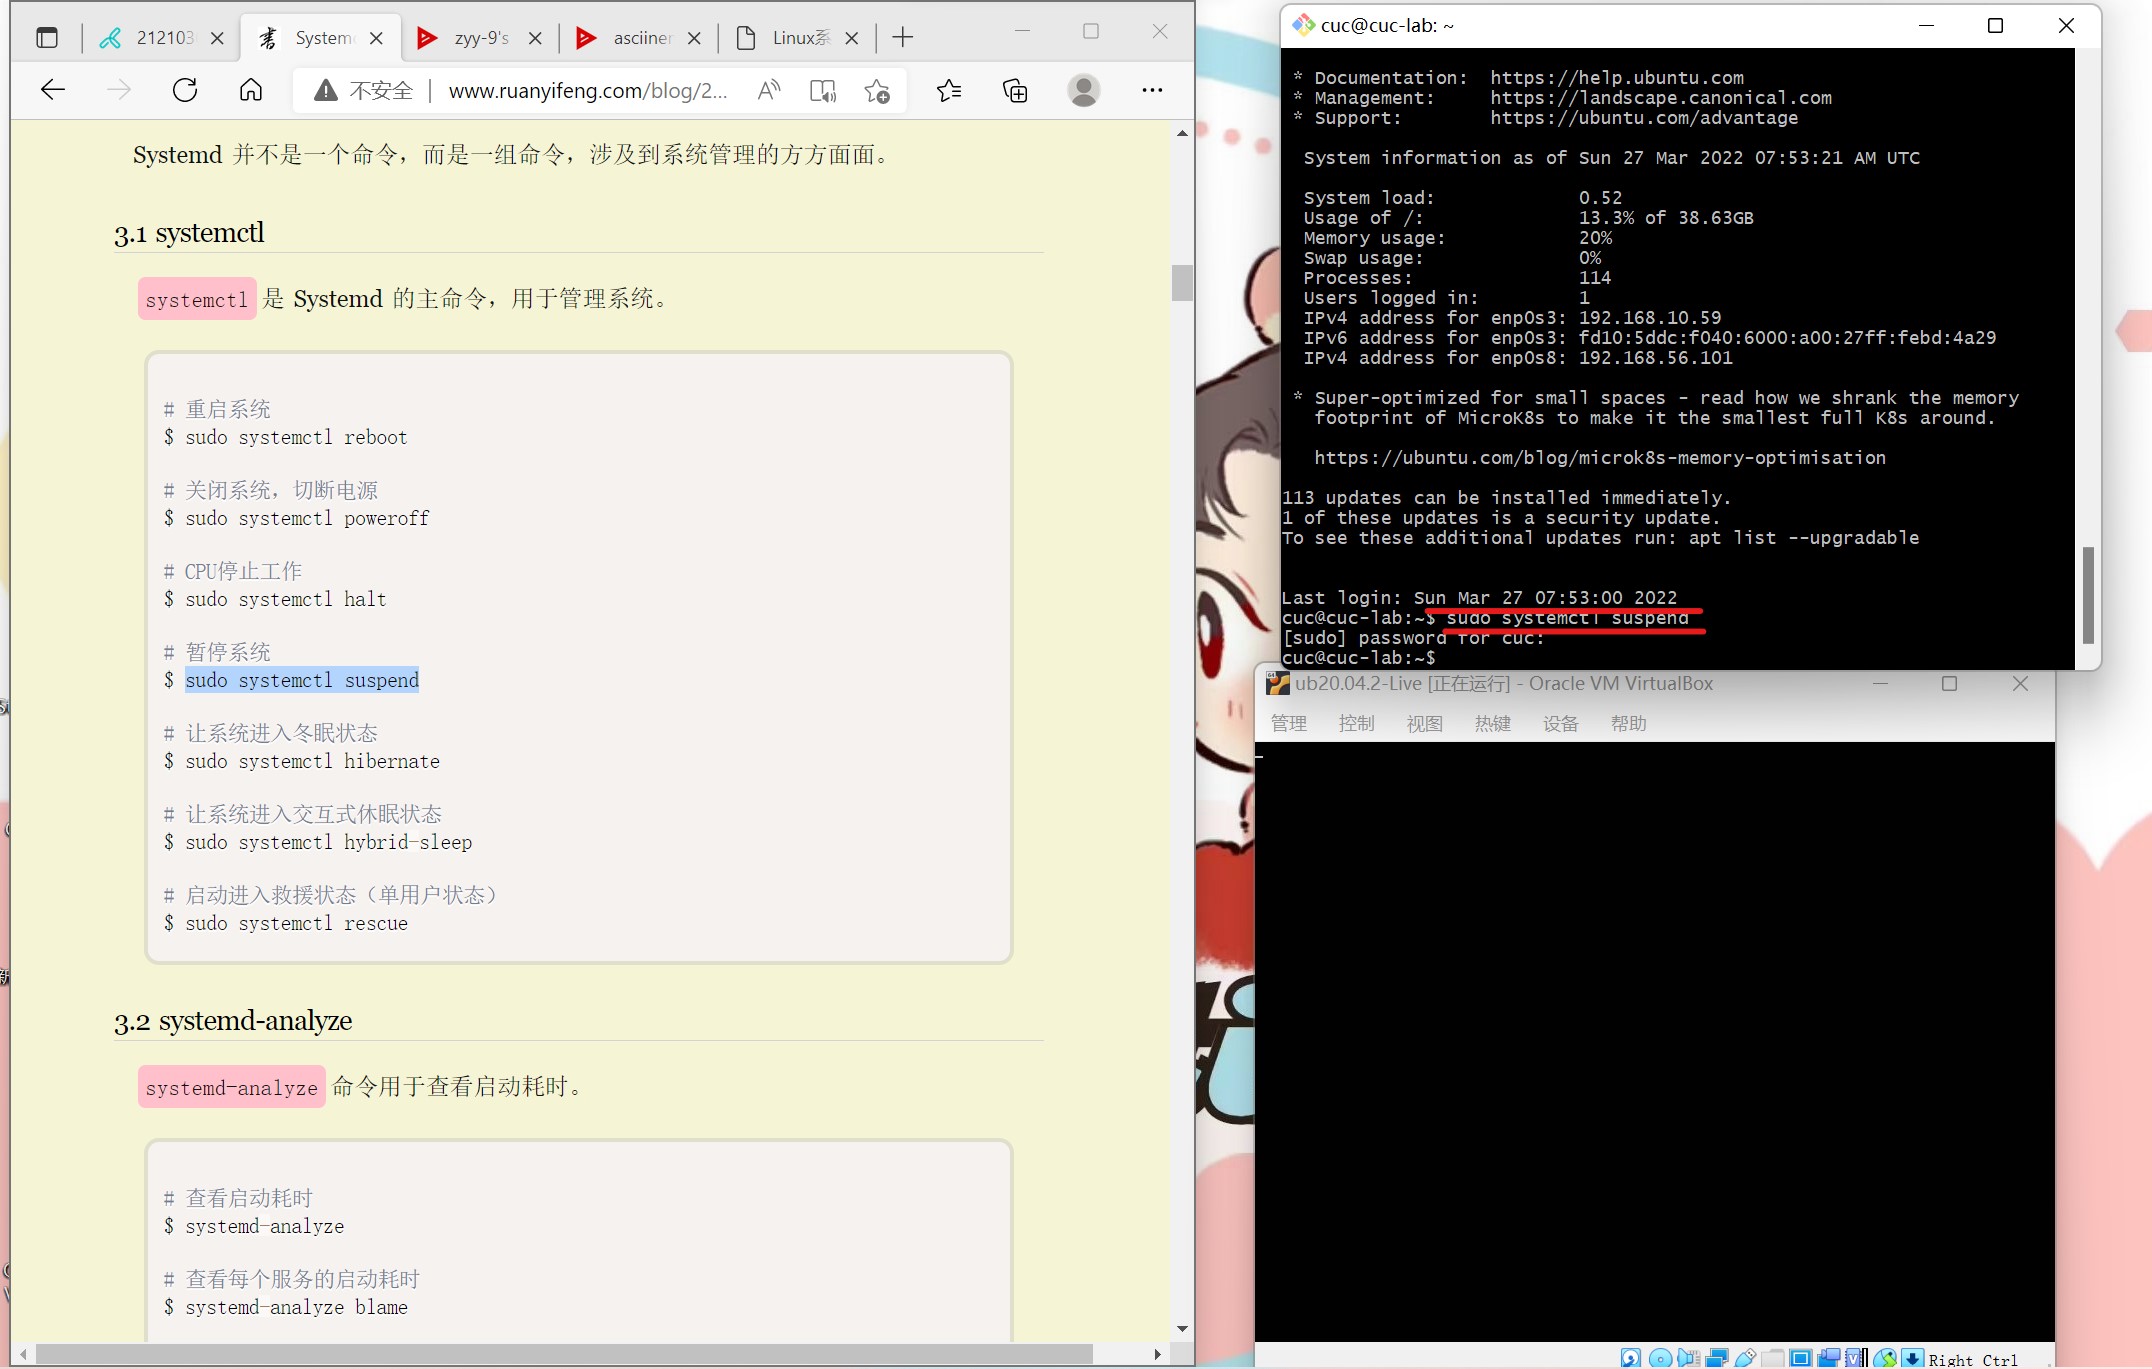 212103
System
zyy-9's
asciiner
Linux系
不安全 | www.ruanyifeng.com/blog/2...
Systemd 并不是一个命令，而是一组命令，涉及到系统管理的方方面面。
3.1 systemctl
systemctl 是 Systemd 的主命令，用于管理系统。
# 重启系统
$ sudo systemctl reboot
# 关闭系统，切断电源
$ sudo systemctl poweroff
# CPU停止工作
$ sudo systemctl halt
# 暂停系统
$ sudo systemctl suspend
# 让系统进入冬眠状态
$ sudo systemctl hibernate
# 让系统进入交互式休眠状态
$ sudo systemctl hybrid-sleep
# 启动进入救援状态（单用户状态）
$ sudo systemctl rescue
3.2 systemd-analyze
systemd-analyze 命令用于查看启动耗时。
# 查看启动耗时
$ systemd-analyze
# 查看每个服务的启动耗时
$ systemd-analyze blame
cuc@cuc-lab: ~
* Documentation:  https://help.ubuntu.com
* Management:     https://landscape.canonical.com
* Support:        https://ubuntu.com/advantage
System information as of Sun 27 Mar 2022 07:53:21 AM UTC
System load:             0.52
Usage of /:              13.3% of 38.63GB
Memory usage:            20%
Swap usage:              0%
Processes:               114
Users logged in:         1
IPv4 address for enp0s3: 192.168.10.59
IPv6 address for enp0s3: fd10:5ddc:f040:6000:a00:27ff:febd:4a29
IPv4 address for enp0s8: 192.168.56.101
* Super-optimized for small spaces - read how we shrank the memory
footprint of MicroK8s to make it the smallest full K8s around.
https://ubuntu.com/blog/microk8s-memory-optimisation
113 updates can be installed immediately.
1 of these updates is a security update.
To see these additional updates run: apt list --upgradable
Last login: Sun Mar 27 07:53:00 2022
cuc@cuc-lab:~$ sudo systemctl suspend
[sudo] password for cuc:
cuc@cuc-lab:~$
ub20.04.2-Live [正在运行] - Oracle VM VirtualBox
管理 控制 视图 热键 设备 帮助
Right Ctrl